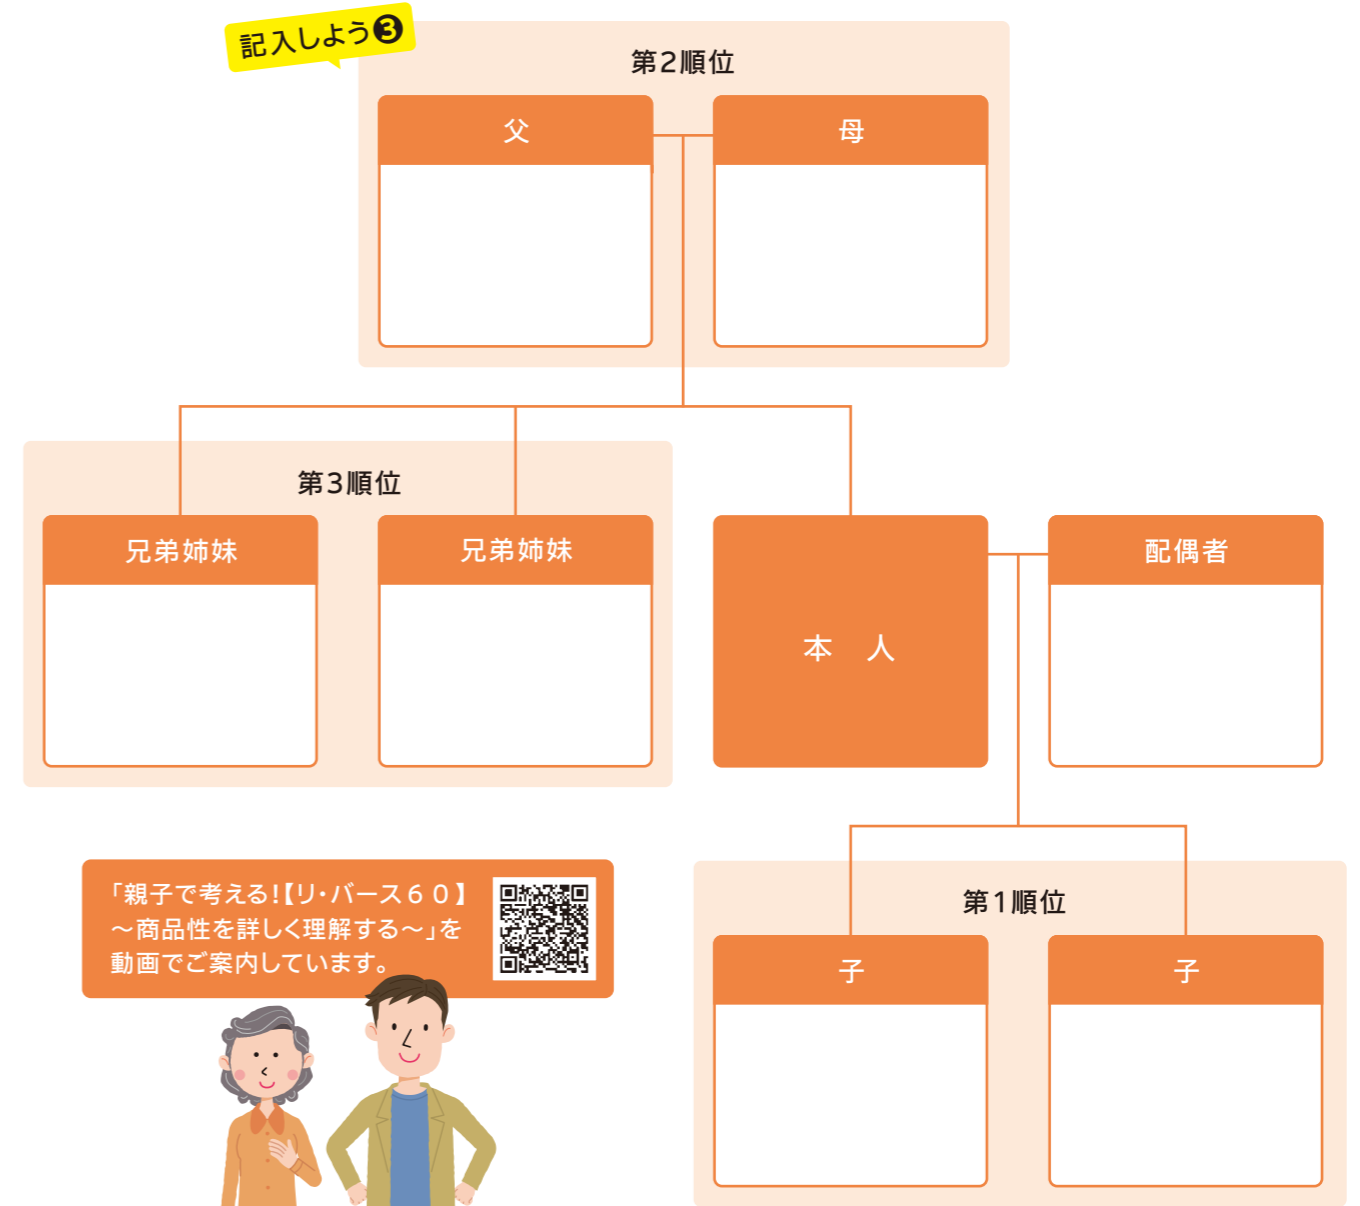 記入しよう❸
第2順位
父
母
第3順位
兄弟姉妹
兄弟姉妹
本　人
配偶者
「親子で考える!【リ・バース６０】
～商品性を詳しく理解する～」を
動画でご案内しています。
第1順位
子
子